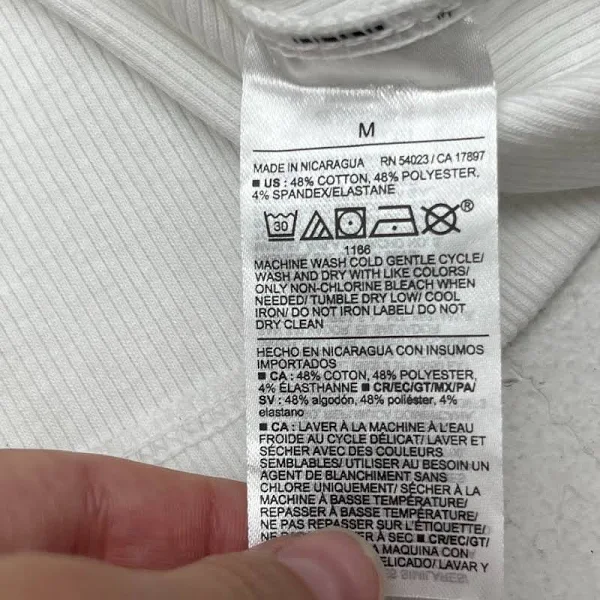 M
MADE IN NICARAGUA RN 54023 / CA 17897
■ US : 48% COTTON, 48% POLYESTER,
4% SPANDEX/ELASTANE
30 ®
1166
MACHINE WASH COLD GENTLE CYCLE/
WASH AND DRY WITH LIKE COLORS/
ONLY NON-CHLORINE BLEACH WHEN
NEEDED/ TUMBLE DRY LOW/ COOL
IRON/ DO NOT IRON LABEL/ DO NOT
DRY CLEAN
HECHO EN NICARAGUA CON INSUMOS
IMPORTADOS
■ CA : 48% COTON, 48% POLYESTER,
4% ÉLASTHANNE ■ CR/EC/GT/MX/PA/
SV : 48% algodón, 48% poliéster, 4%
elastano
■ CA : LAVER À LA MACHINE À L'EAU
FROIDE AU CYCLE DÉLICAT/ LAVER ET
SÉCHER AVEC DES COULEURS
SEMBLABLES/ UTILISER AU BESOIN UN
AGENT DE BLANCHIMENT SANS
CHLORE UNIQUEMENT/ SÉCHER À LA
MACHINE À BASSE TEMPÉRATURE/
REPASSER À BASSE TEMPÉRATURE/
NE PAS REPASSER SUR L'ÉTIQUETTE/
NE ER À SEC ■ CR/EC/GT/
A MAQUINA CON
ELICADO/ LAVAR Y